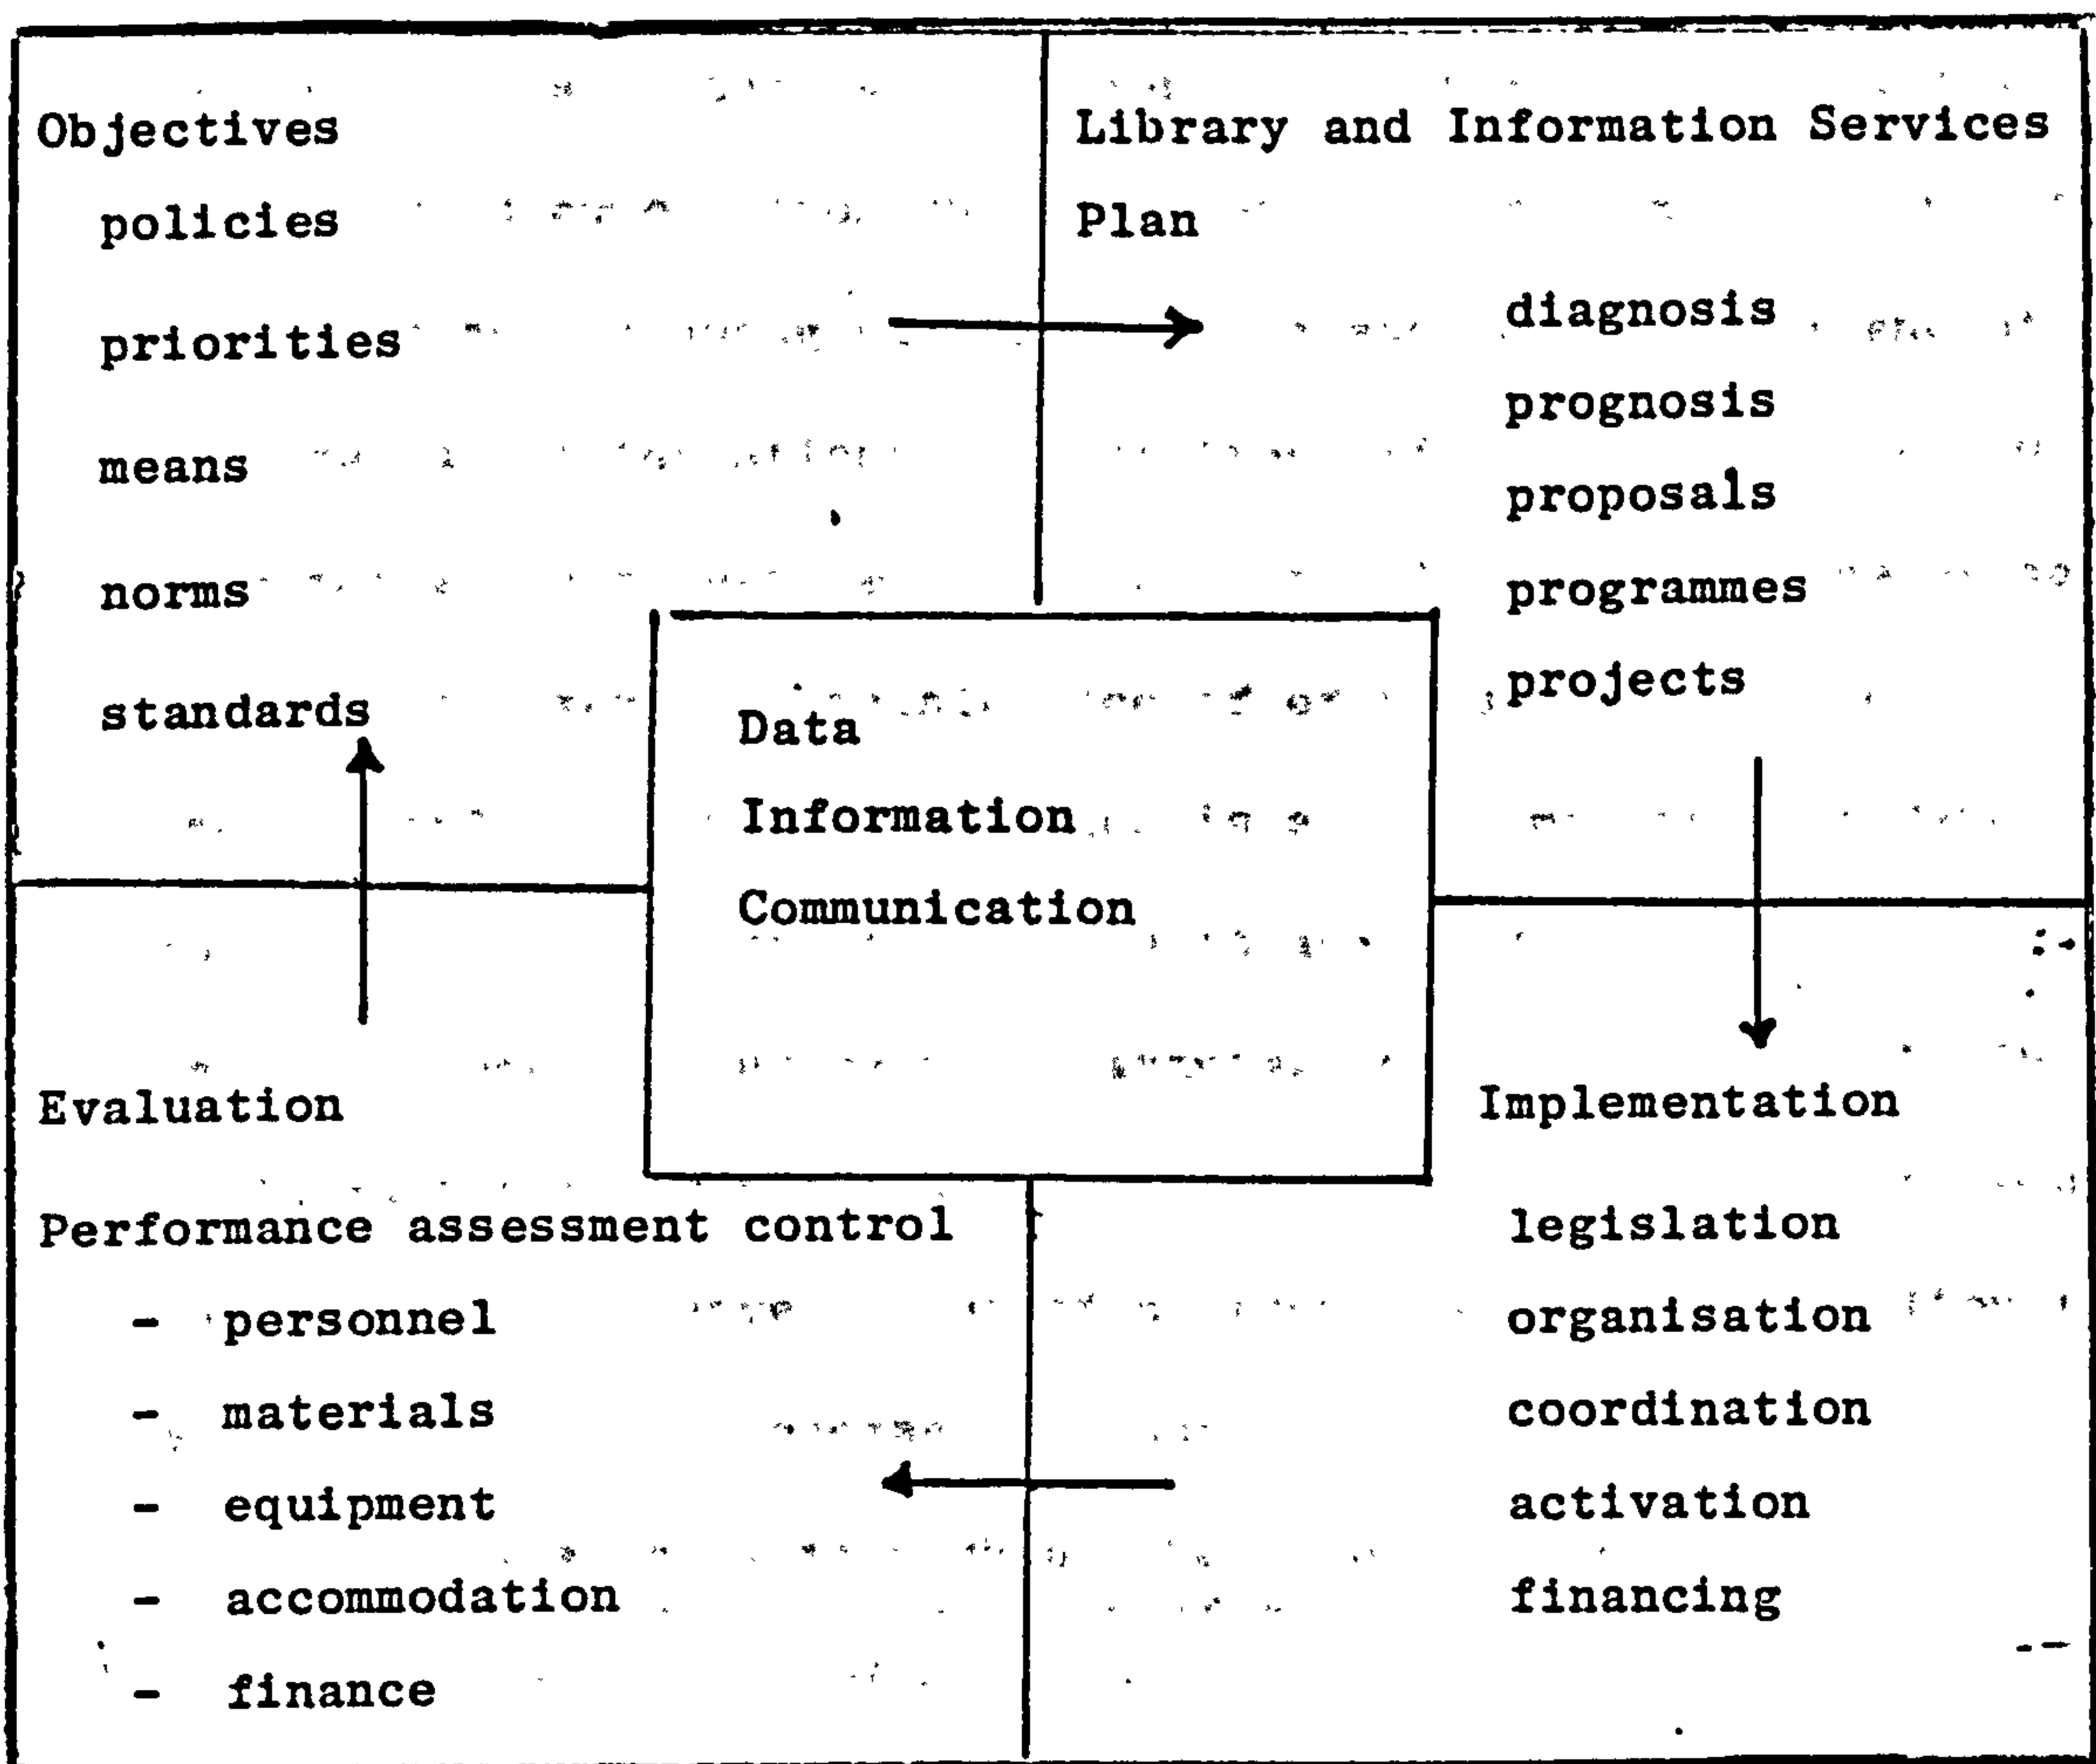 Objectives
policies
priorities
means
norms
standards
Library and Information Services
Plan
diagnosis
prognosis
proposals
programmes
projects
Data
Information
Communication
Evaluation
Performance assessment control
- personnel
- materials
- equipment
- accommodation
- finance
Implementation
legislation
organisation
coordination
activation
financing